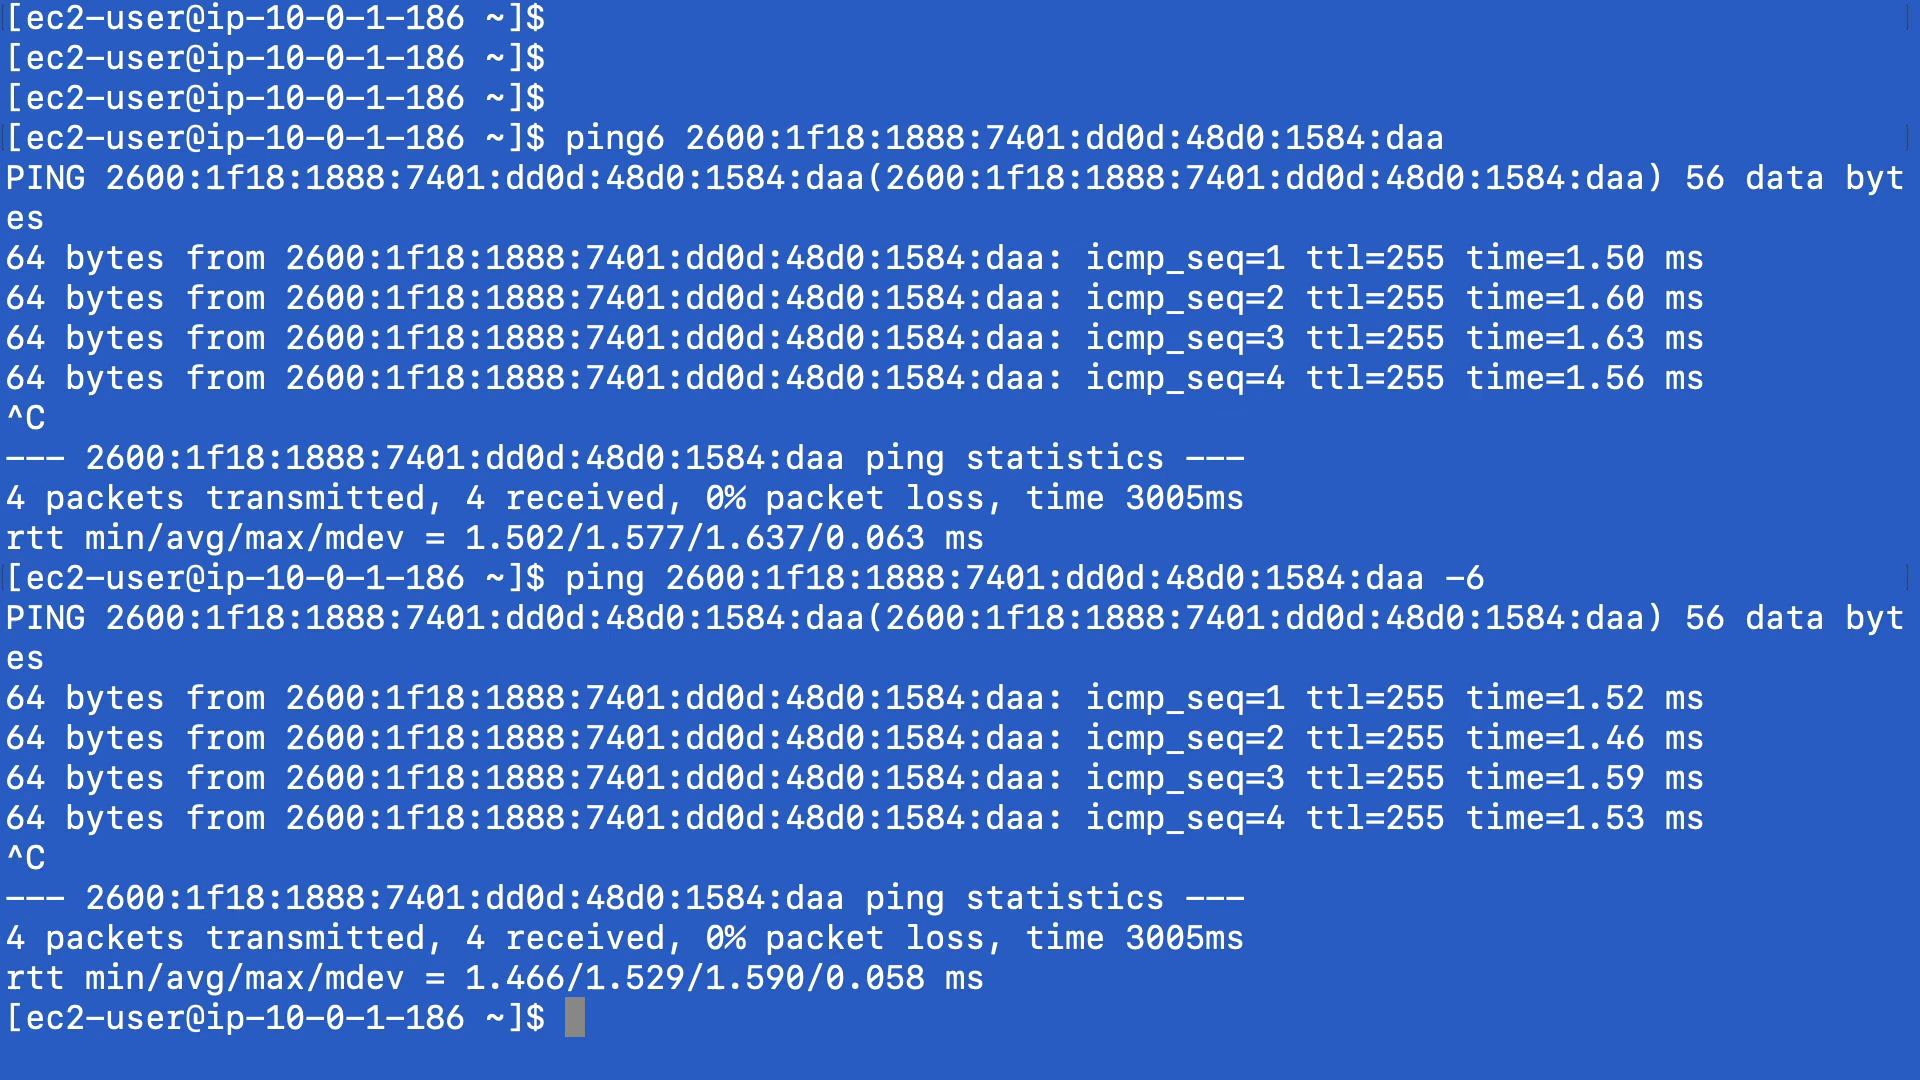 [ec2-user@ip-10-0-1-186 ~]$
[ec2-user@ip-10-0-1-186 ~]$
[ec2-user@ip-10-0-1-186 ~]$
[ec2-user@ip-10-0-1-186 ~]$ ping6 2600:1f18:1888:7401:dd0d:48d0:1584:daa
PING 2600:1f18:1888:7401:dd0d:48d0:1584:daa(2600:1f18:1888:7401:dd0d:48d0:1584:daa) 56 data byt
es
64 bytes from 2600:1f18:1888:7401:dd0d:48d0:1584:daa: icmp_seq=1 ttl=255 time=1.50 ms
64 bytes from 2600:1f18:1888:7401:dd0d:48d0:1584:daa: icmp_seq=2 ttl=255 time=1.60 ms
64 bytes from 2600:1f18:1888:7401:dd0d:48d0:1584:daa: icmp_seq=3 ttl=255 time=1.63 ms
64 bytes from 2600:1f18:1888:7401:dd0d:48d0:1584:daa: icmp_seq=4 ttl=255 time=1.56 ms
^C
--- 2600:1f18:1888:7401:dd0d:48d0:1584:daa ping statistics ---
4 packets transmitted, 4 received, 0% packet loss, time 3005ms
rtt min/avg/max/mdev = 1.502/1.577/1.637/0.063 ms
[ec2-user@ip-10-0-1-186 ~]$ ping 2600:1f18:1888:7401:dd0d:48d0:1584:daa -6
PING 2600:1f18:1888:7401:dd0d:48d0:1584:daa(2600:1f18:1888:7401:dd0d:48d0:1584:daa) 56 data byt
es
64 bytes from 2600:1f18:1888:7401:dd0d:48d0:1584:daa: icmp_seq=1 ttl=255 time=1.52 ms
64 bytes from 2600:1f18:1888:7401:dd0d:48d0:1584:daa: icmp_seq=2 ttl=255 time=1.46 ms
64 bytes from 2600:1f18:1888:7401:dd0d:48d0:1584:daa: icmp_seq=3 ttl=255 time=1.59 ms
64 bytes from 2600:1f18:1888:7401:dd0d:48d0:1584:daa: icmp_seq=4 ttl=255 time=1.53 ms
^C
--- 2600:1f18:1888:7401:dd0d:48d0:1584:daa ping statistics ---
4 packets transmitted, 4 received, 0% packet loss, time 3005ms
rtt min/avg/max/mdev = 1.466/1.529/1.590/0.058 ms
[ec2-user@ip-10-0-1-186 ~]$